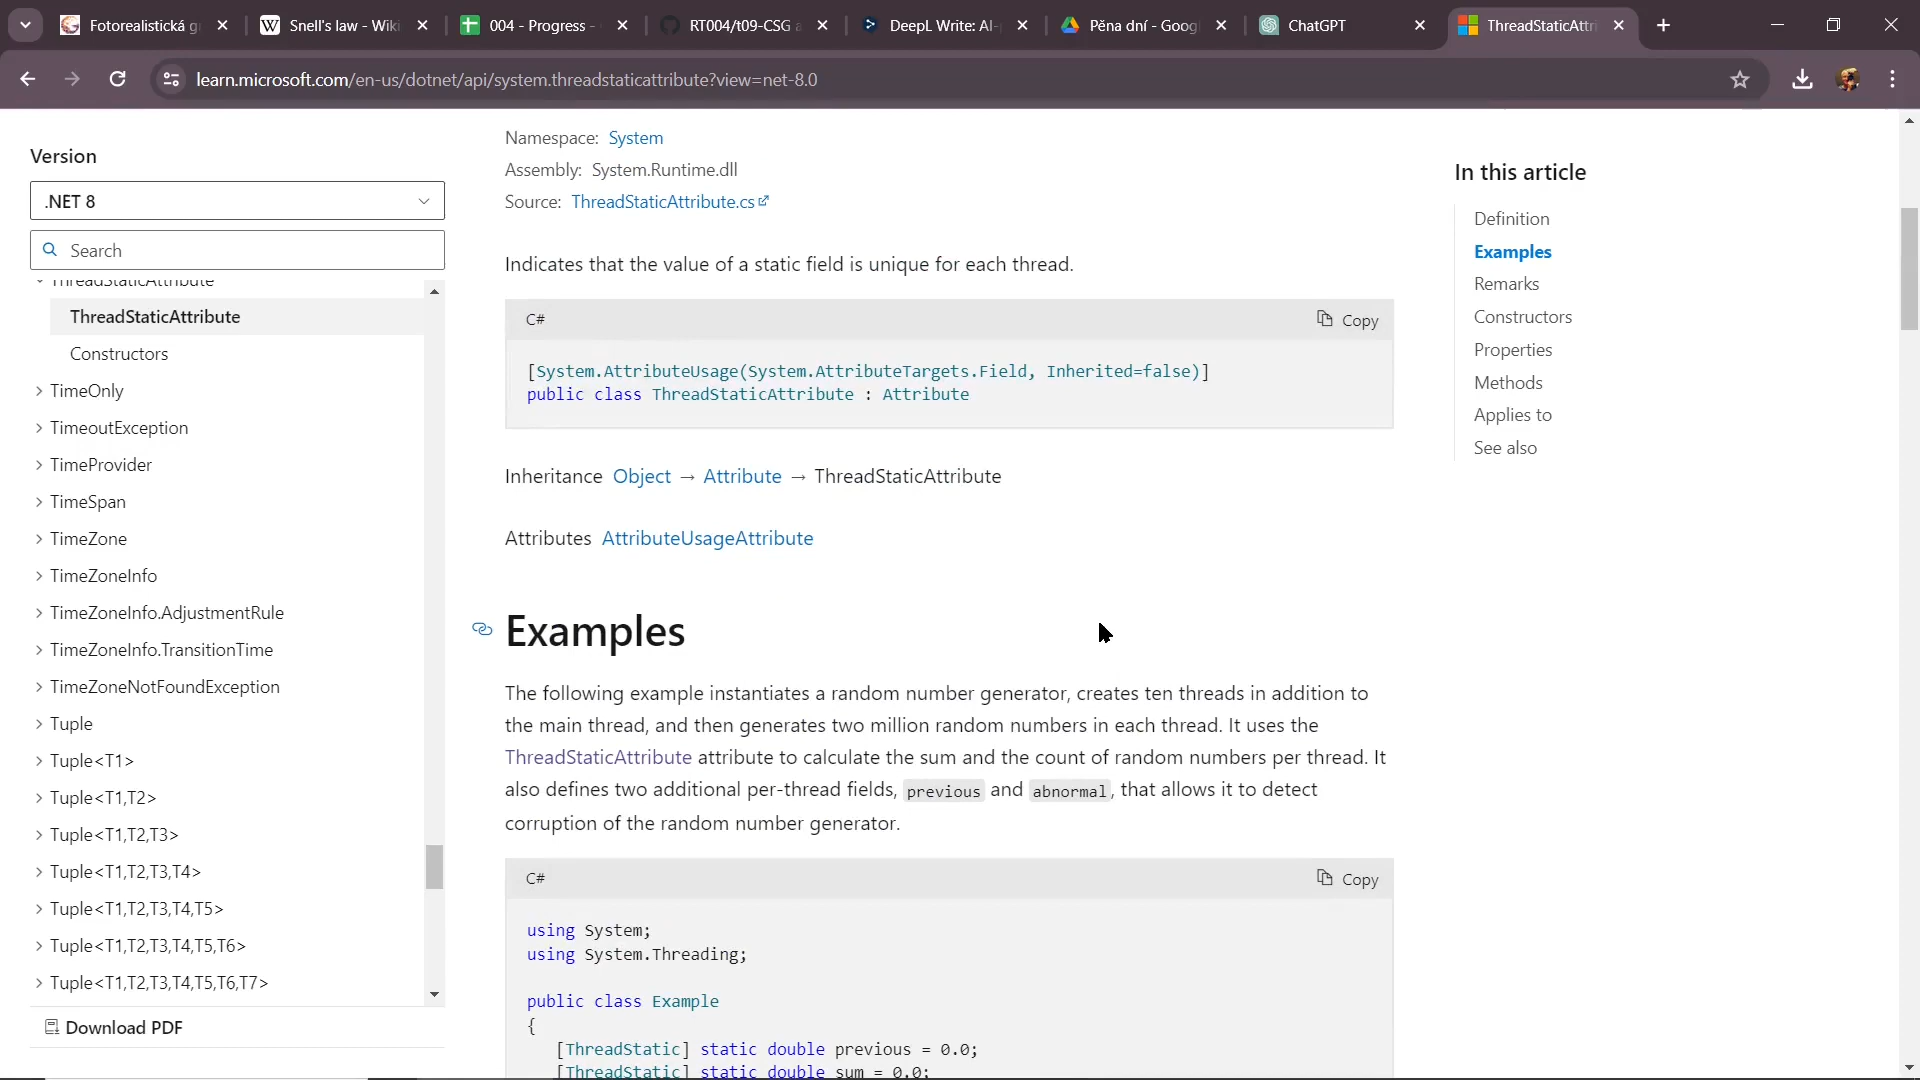 Fotorealistická g
Snell's law - Wiki
004 - Progress -
RT004/t09-CSG a
DeepL Write: AI-
Pěna dní - Goog
ChatGPT
ThreadStaticAttri
learn.microsoft.com/en-us/dotnet/api/system.threadstaticattribute?view=net-8.0
Version
.NET 8
Search
ThreadStaticAttribute
ThreadStaticAttribute
Constructors
TimeOnly
TimeoutException
TimeProvider
TimeSpan
TimeZone
TimeZoneInfo
TimeZoneInfo.AdjustmentRule
TimeZoneInfo.TransitionTime
TimeZoneNotFoundException
Tuple
Tuple<T1>
Tuple<T1,T2>
Tuple<T1,T2,T3>
Tuple<T1,T2,T3,T4>
Tuple<T1,T2,T3,T4,T5>
Tuple<T1,T2,T3,T4,T5,T6>
Tuple<T1,T2,T3,T4,T5,T6,T7>
Download PDF
Namespace: System
Assembly: System.Runtime.dll
Source: ThreadStaticAttribute.cs
Indicates that the value of a static field is unique for each thread.
C# Copy
[System.AttributeUsage(System.AttributeTargets.Field, Inherited=false)]
public class ThreadStaticAttribute : Attribute
Inheritance Object → Attribute → ThreadStaticAttribute
Attributes AttributeUsageAttribute
Examples
The following example instantiates a random number generator, creates ten threads in addition to
the main thread, and then generates two million random numbers in each thread. It uses the
ThreadStaticAttribute attribute to calculate the sum and the count of random numbers per thread. It
also defines two additional per-thread fields, previous and abnormal, that allows it to detect
corruption of the random number generator.
C# Copy
using System;
using System.Threading;
public class Example
{
[ThreadStatic] static double previous = 0.0;
[ThreadStatic] static double sum = 0.0;
In this article
Definition
Examples
Remarks
Constructors
Properties
Methods
Applies to
See also